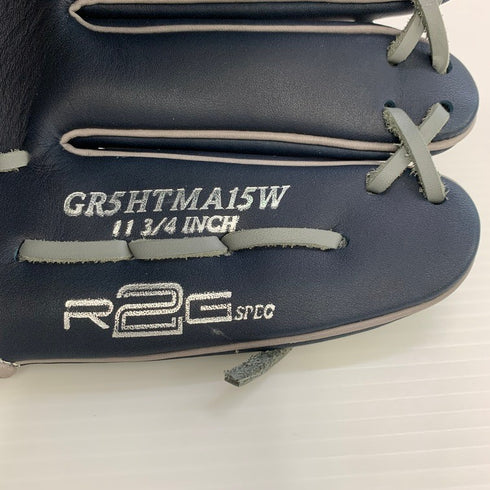 GR5HTMA15W
11 3/4 INCH
R2G SPEC